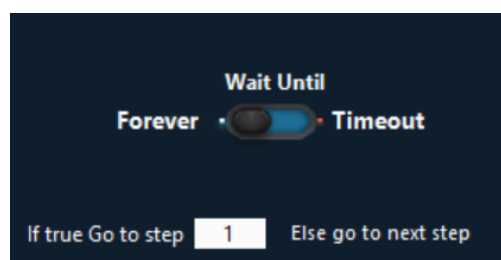 Wait Until
Forever Timeout
If true Go to step 1 Else go to next step